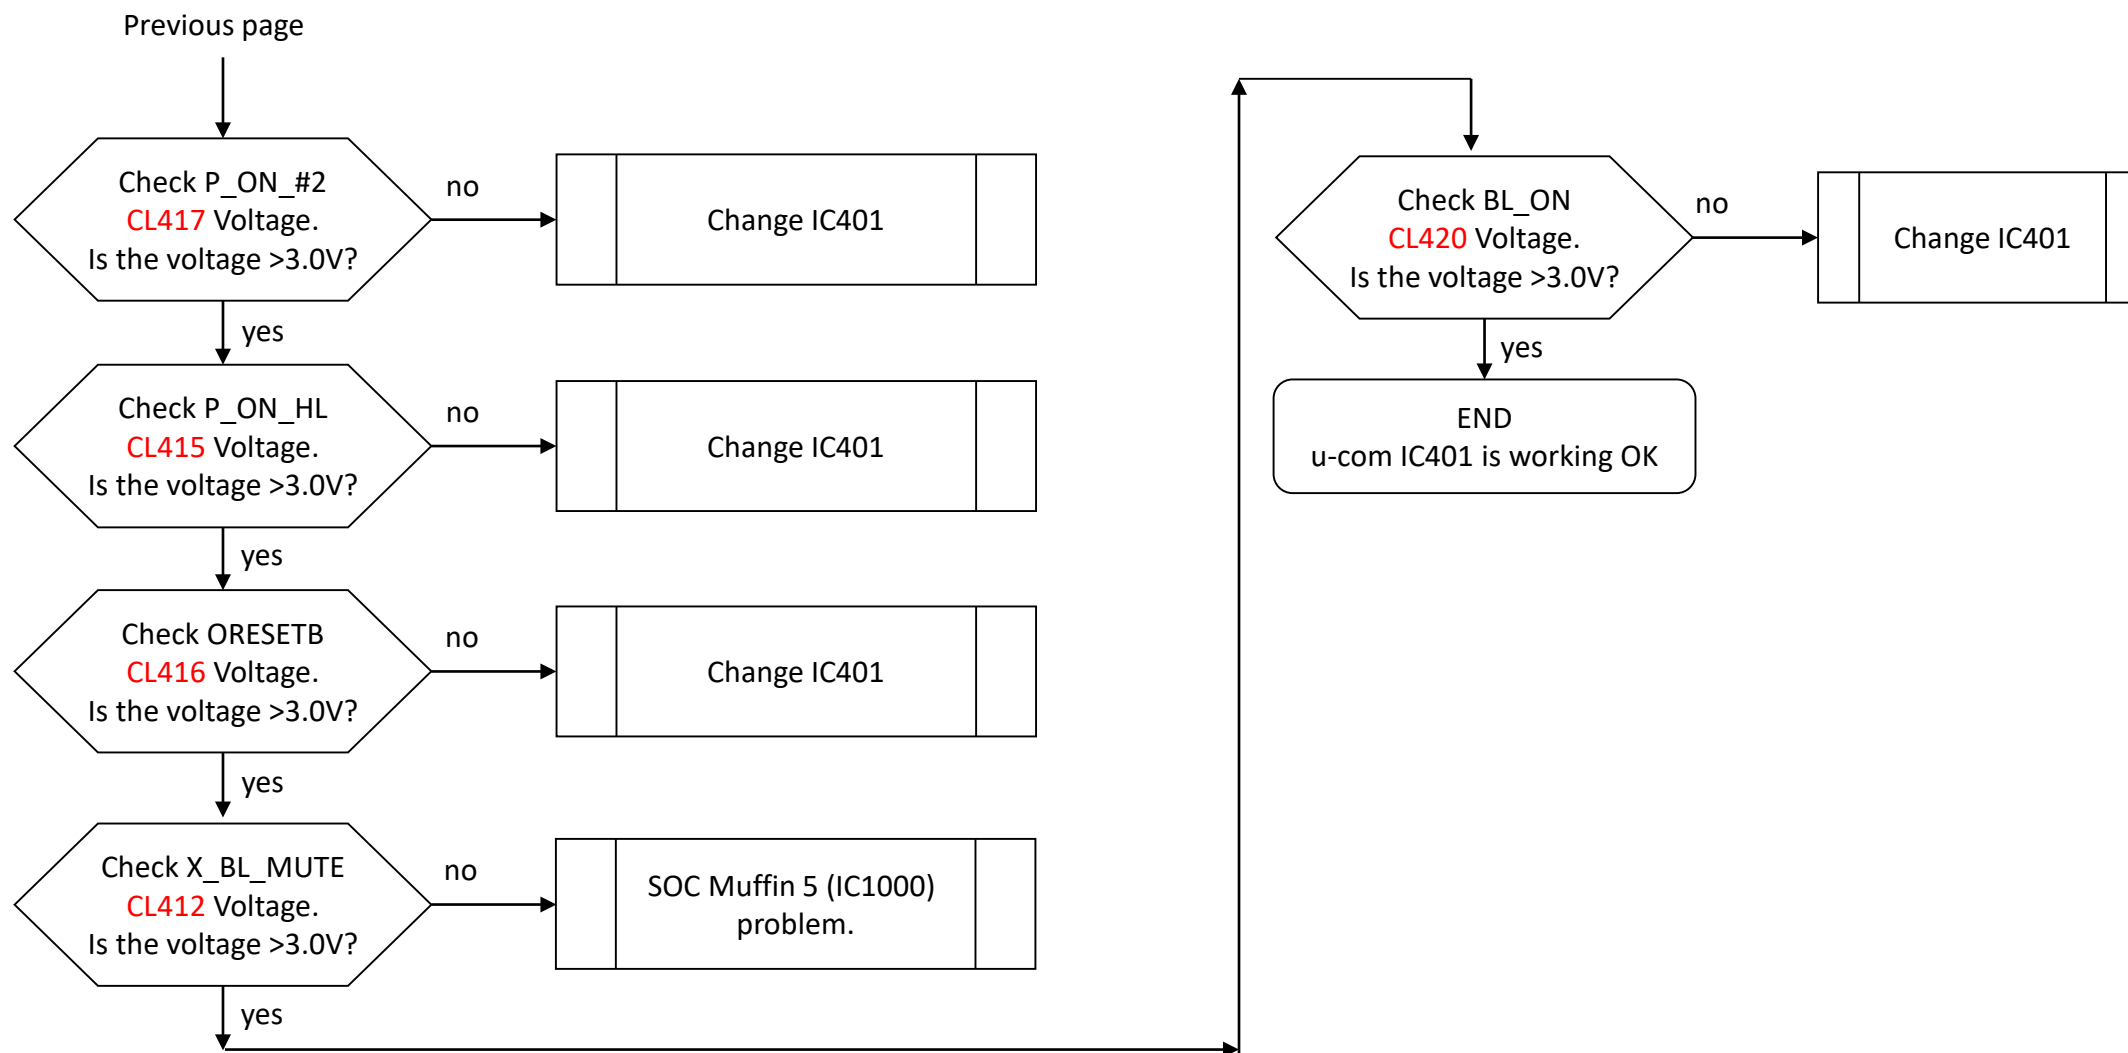 Previous page
Check P_ON_#2
CL417 Voltage.
Is the voltage >3.0V?
no
Change IC401
yes
Check P_ON_HL
CL415 Voltage.
Is the voltage >3.0V?
no
Change IC401
yes
Check ORESETB
CL416 Voltage.
Is the voltage >3.0V?
no
Change IC401
yes
Check X_BL_MUTE
CL412 Voltage.
Is the voltage >3.0V?
no
SOC Muffin 5 (IC1000)
problem.
yes
Check BL_ON
CL420 Voltage.
Is the voltage >3.0V?
no
Change IC401
yes
END
u-com IC401 is working OK